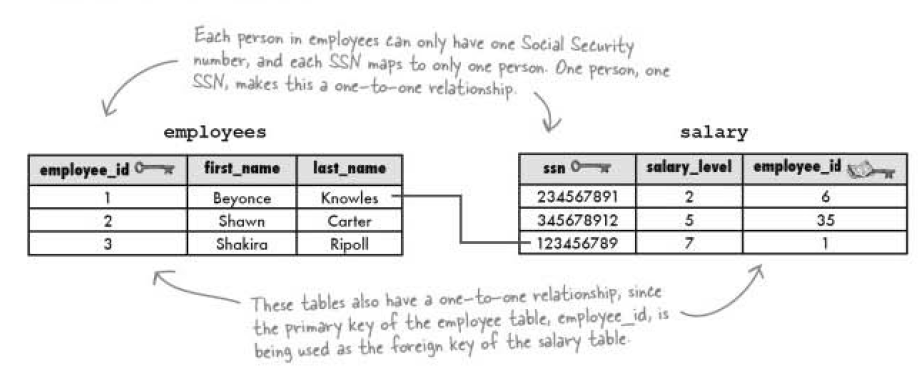 Each person in employees can only have one Social Security
number, and each SSN maps to only one person. One person, one
SSN, makes this a one-to-one relationship.
employees
employee_id first_name last_name
1 Beyonce Knowles
2 Shawn Carter
3 Shakira Ripoll
salary
ssn salary_level employee_id
234567891 2 6
345678912 5 35
123456789 7 1
These tables also have a one-to-one relationship, since
the primary key of the employee table, employee_id, is
being used as the foreign key of the salary table.